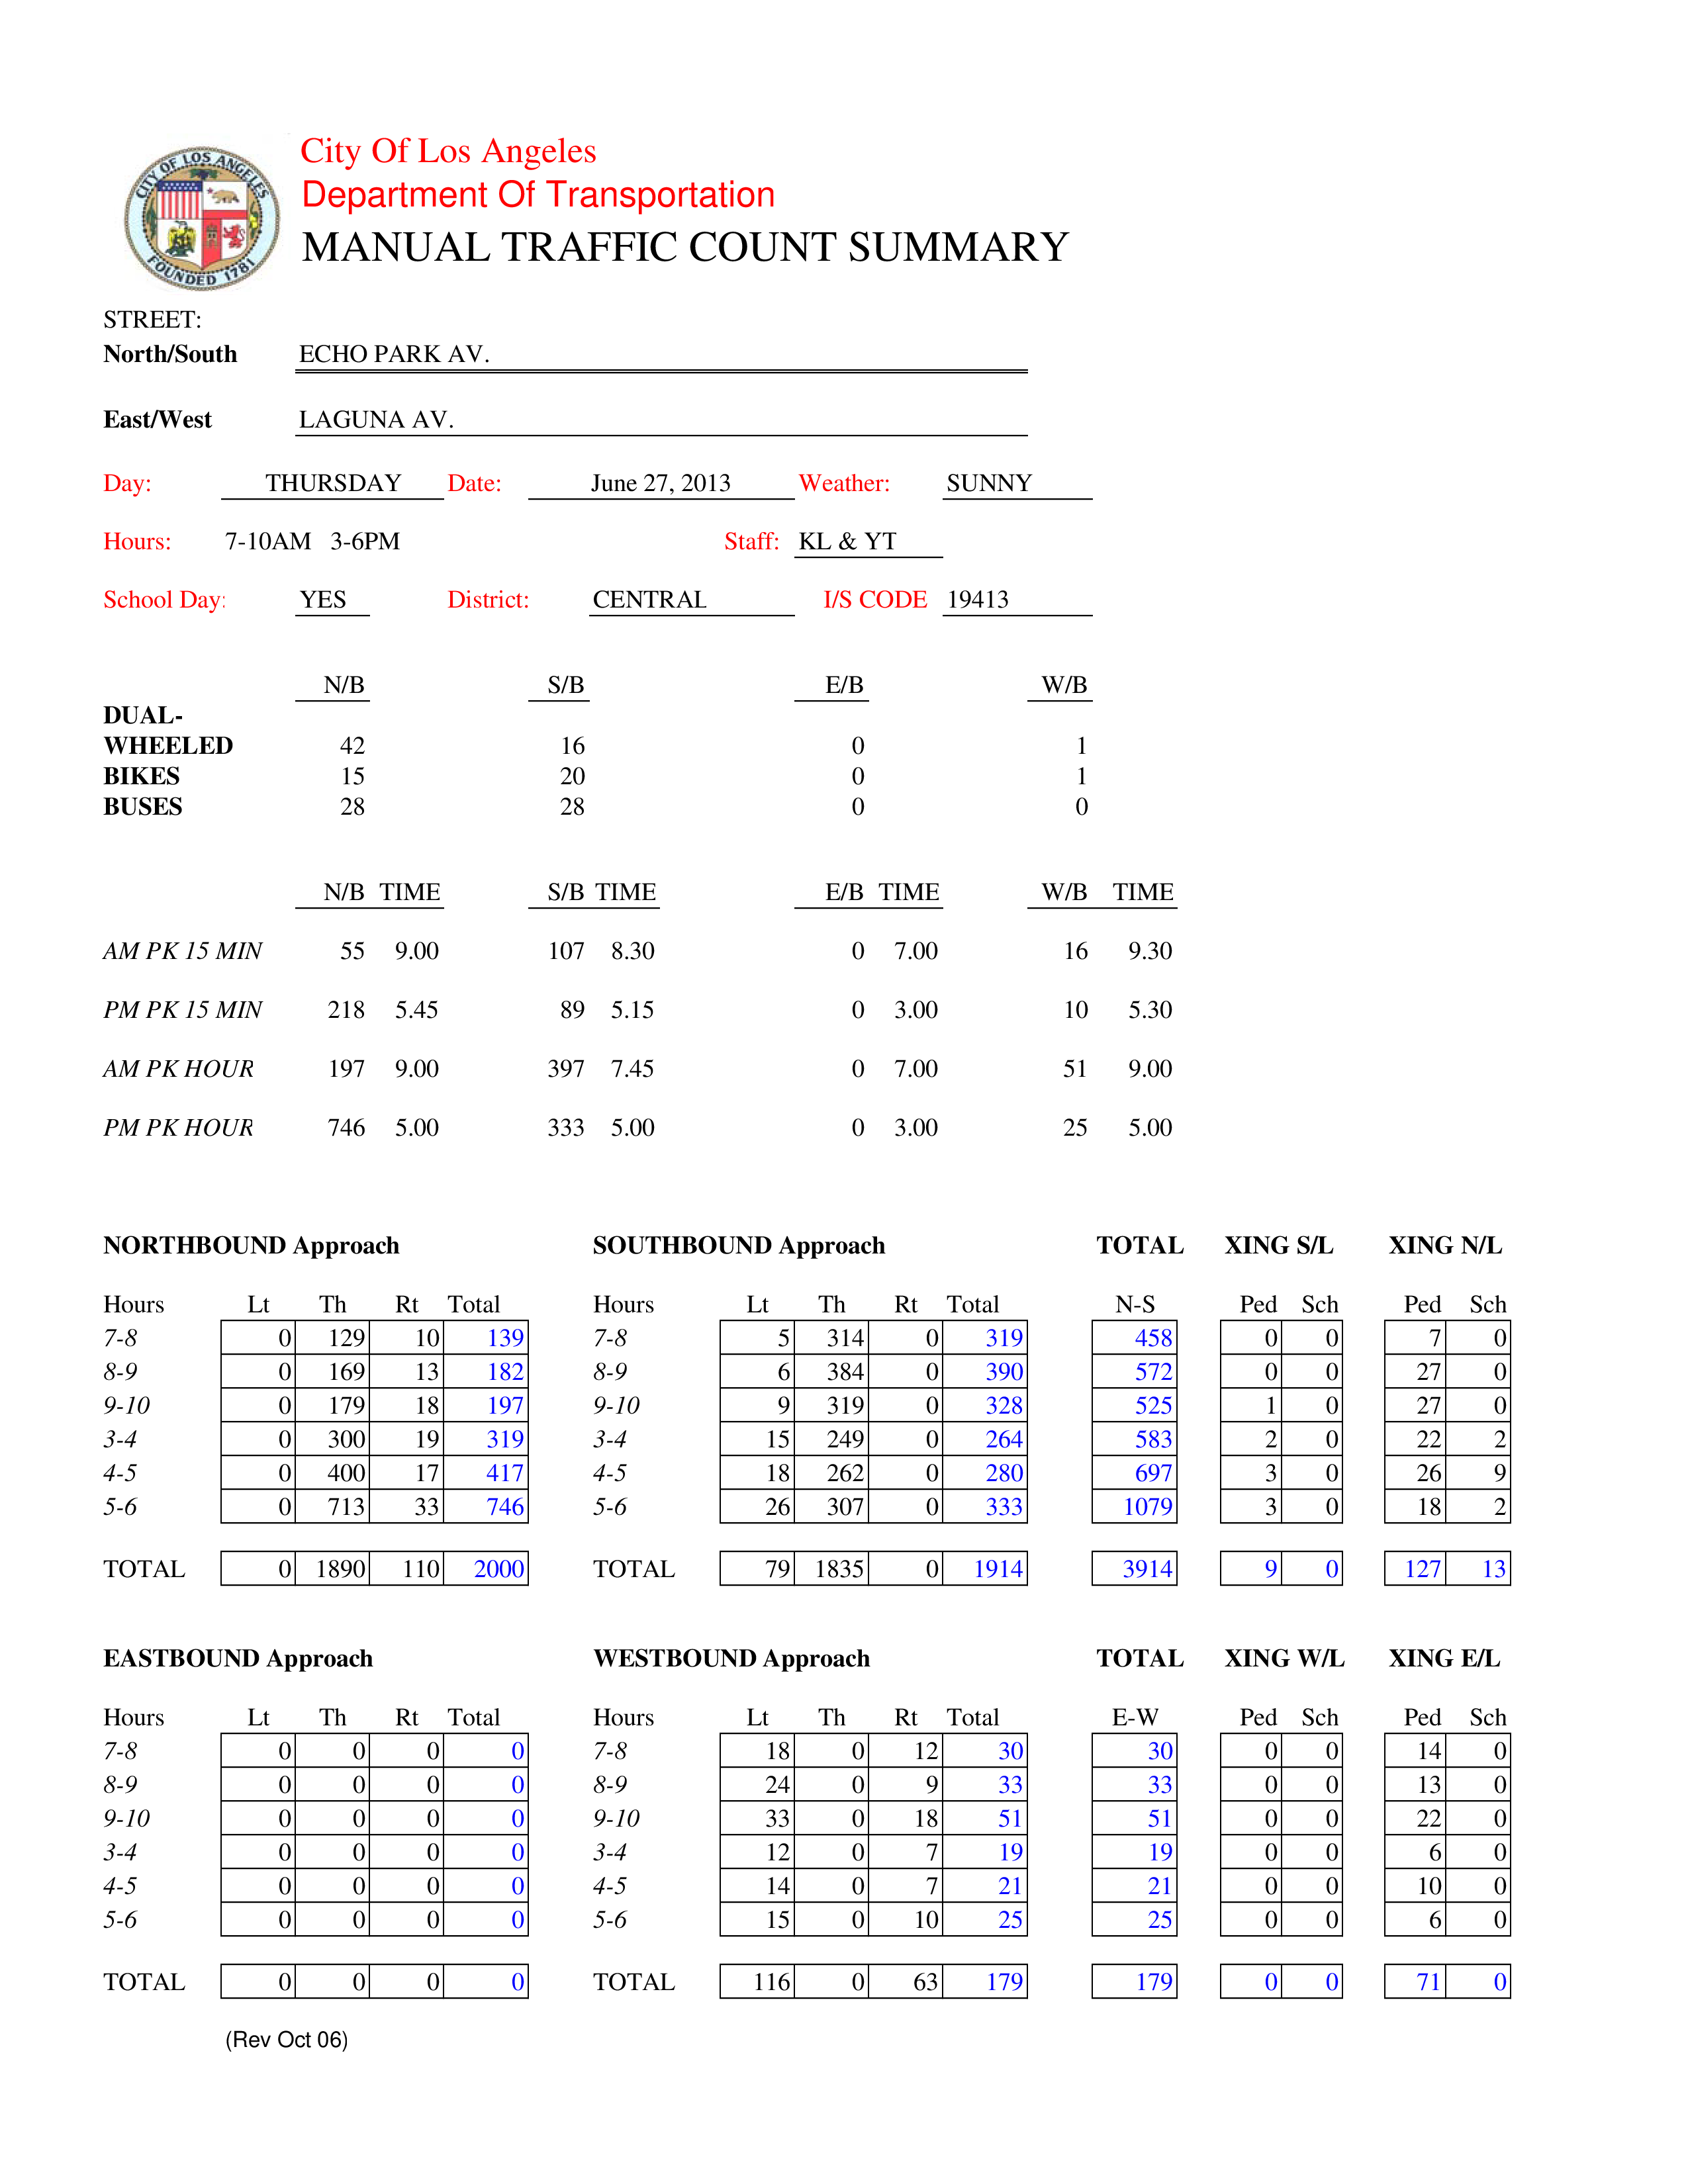 CITY OF LOS ANGELES
FOUNDED 1781
City Of Los Angeles
Department Of Transportation
MANUAL TRAFFIC COUNT SUMMARY
STREET:
North/South ECHO PARK AV.
East/West LAGUNA AV.
Day: THURSDAY Date: June 27, 2013 Weather: SUNNY
Hours: 7-10AM 3-6PM Staff: KL & YT
School Day: YES District: CENTRAL I/S CODE 19413
N/B S/B E/B W/B
DUAL-
WHEELED 42 16 0 1
BIKES 15 20 0 1
BUSES 28 28 0 0
N/B TIME S/B TIME E/B TIME W/B TIME
AM PK 15 MIN 55 9.00 107 8.30 0 7.00 16 9.30
PM PK 15 MIN 218 5.45 89 5.15 0 3.00 10 5.30
AM PK HOUR 197 9.00 397 7.45 0 7.00 51 9.00
PM PK HOUR 746 5.00 333 5.00 0 3.00 25 5.00
NORTHBOUND Approach SOUTHBOUND Approach TOTAL XING S/L XING N/L
Hours Lt Th Rt Total Hours Lt Th Rt Total N-S Ped Sch Ped Sch
7-8 0 129 10 139 7-8 5 314 0 319 458 0 0 7 0
8-9 0 169 13 182 8-9 6 384 0 390 572 0 0 27 0
9-10 0 179 18 197 9-10 9 319 0 328 525 1 0 27 0
3-4 0 300 19 319 3-4 15 249 0 264 583 2 0 22 2
4-5 0 400 17 417 4-5 18 262 0 280 697 3 0 26 9
5-6 0 713 33 746 5-6 26 307 0 333 1079 3 0 18 2
TOTAL 0 1890 110 2000 TOTAL 79 1835 0 1914 3914 9 0 127 13
EASTBOUND Approach WESTBOUND Approach TOTAL XING W/L XING E/L
Hours Lt Th Rt Total Hours Lt Th Rt Total E-W Ped Sch Ped Sch
7-8 0 0 0 0 7-8 18 0 12 30 30 0 0 14 0
8-9 0 0 0 0 8-9 24 0 9 33 33 0 0 13 0
9-10 0 0 0 0 9-10 33 0 18 51 51 0 0 22 0
3-4 0 0 0 0 3-4 12 0 7 19 19 0 0 6 0
4-5 0 0 0 0 4-5 14 0 7 21 21 0 0 10 0
5-6 0 0 0 0 5-6 15 0 10 25 25 0 0 6 0
TOTAL 0 0 0 0 TOTAL 116 0 63 179 179 0 0 71 0
(Rev Oct 06)